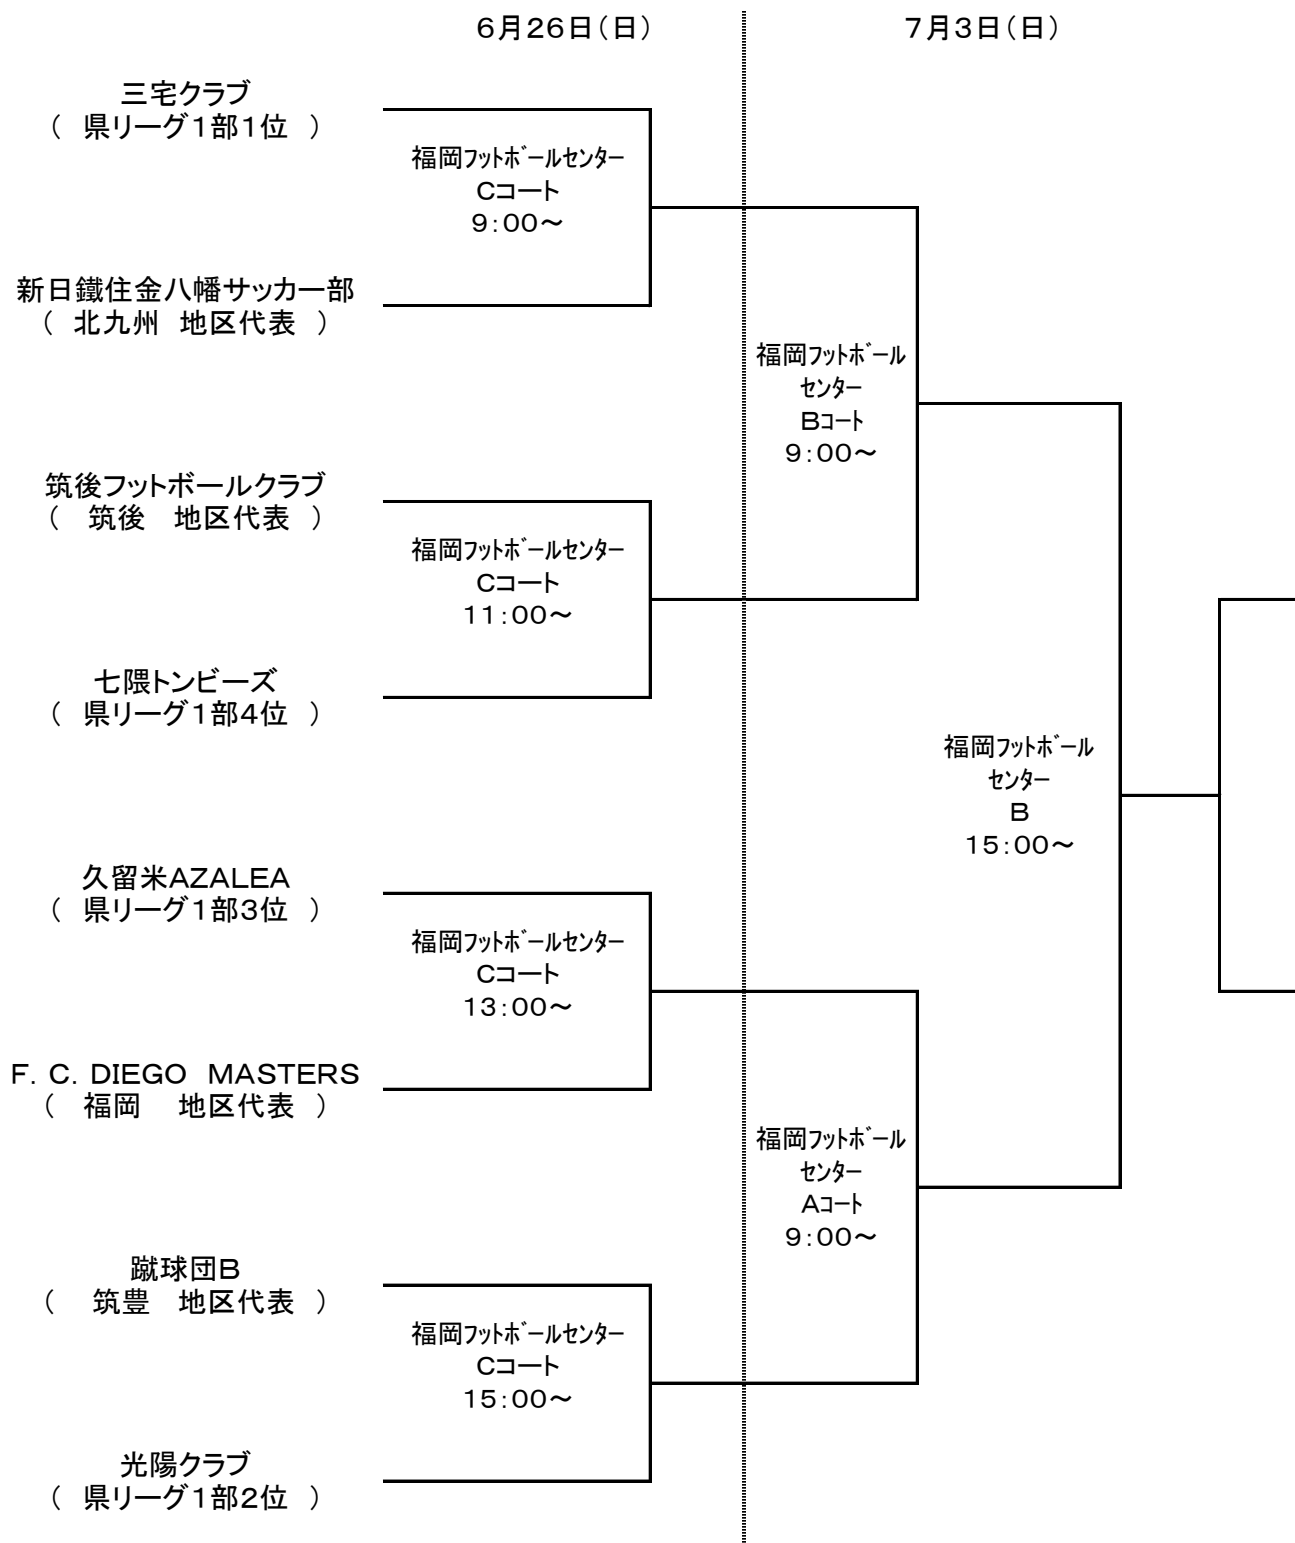 6月26日（日）
7月3日（日）
三宅クラブ
（　県リーグ1部1位　）
福岡フットボールセンター
Cコート
9：00～
新日鐵住金八幡サッカー部
（　北九州　地区代表　）
福岡フットボール
センター
Bコート
9：00～
筑後フットボールクラブ
（　筑後　地区代表　）
福岡フットボールセンター
Cコート
11：00～
七隈トンビーズ
（　県リーグ1部4位　）
福岡フットボール
センター
B
15：00～
久留米AZALEA
（　県リーグ1部3位　）
福岡フットボールセンター
Cコート
13：00～
F．C．DIEGO　MASTERS
（　福岡　地区代表　）
福岡フットボール
センター
Aコート
9：00～
蹴球団B
（　筑豊　地区代表　）
福岡フットボールセンター
Cコート
15：00～
光陽クラブ
（　県リーグ1部2位　）